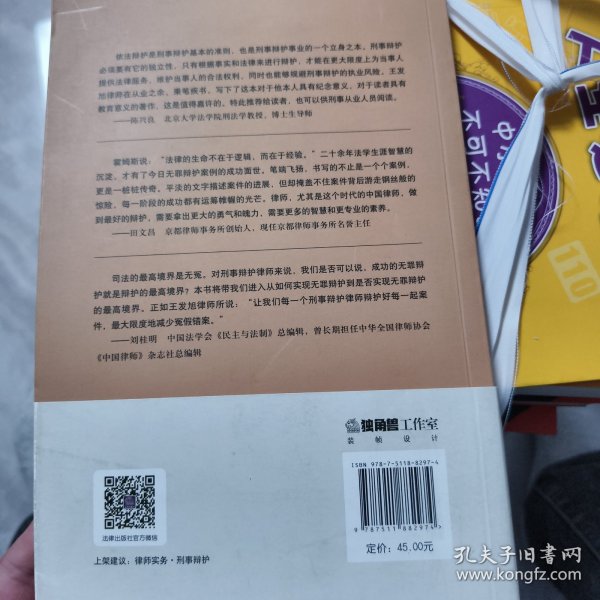 依法辩护是刑事辩护基本的准则，也是刑事辩护事业的一个立身之本。刑事辩护
必须要有它的独立性，只有根据事实和法律来进行辩护，才能在更大限度上为当事人
提供法律服务，维护当事人的合法权利，同时也能够规避刑事辩护的执业风险，王发
旭律师在从业之余，秉笔疾书，写下了这本对于他本人具有纪念意义，对于读者具有
教育意义的著作，这是值得嘉许的。特此推荐给读者，也可以供刑事从业人员阅读。
——陈兴良 北京大学法学院刑法学教授，博士生导师
霍姆斯说：“法律的生命不在于逻辑，而在于经验。”二十余年法学生涯智慧的
沉淀，才有了今日无罪辩护案例的成功面世。笔端飞扬，书写的不止是一个个案例，
更是一桩桩传奇。平淡的文字描述案件的进展，但却掩盖不住案件背后游走钢丝般的
惊险，每一阶段的成功都有运筹帷幄的光芒。律师，尤其是这个时代的中国律师，做
到最好的辩护，需要拿出更大的勇气和魄力，需要更多的智慧和更专业的素养。
——田文昌 京都律师事务所创始人，现任京都律师事务所名誉主任
司法的最高境界是无冤。对刑事辩护律师来说，我们是否可以说，成功的无罪辩
护就是辩护的最高境界？本书将带我们进入从如何实现无罪辩护到是否实现无罪辩护
的最高境界。正如王发旭律师所说：“让我们每一个刑事辩护律师辩护好每一起案
件，最大限度地减少冤假错案。”
——刘桂明 中国法学会《民主与法制》总编辑，曾长期担任中华全国律师协会
《中国律师》杂志社总编辑
独角兽工作室
装帧设计
ISBN 978-7-5118-8297-4
9 787511 882974
定价：45.00元
法律出版社官方微信
上架建议：律师实务·刑事辩护
不可不知
110
孔夫子旧书网
www.kongfz.com